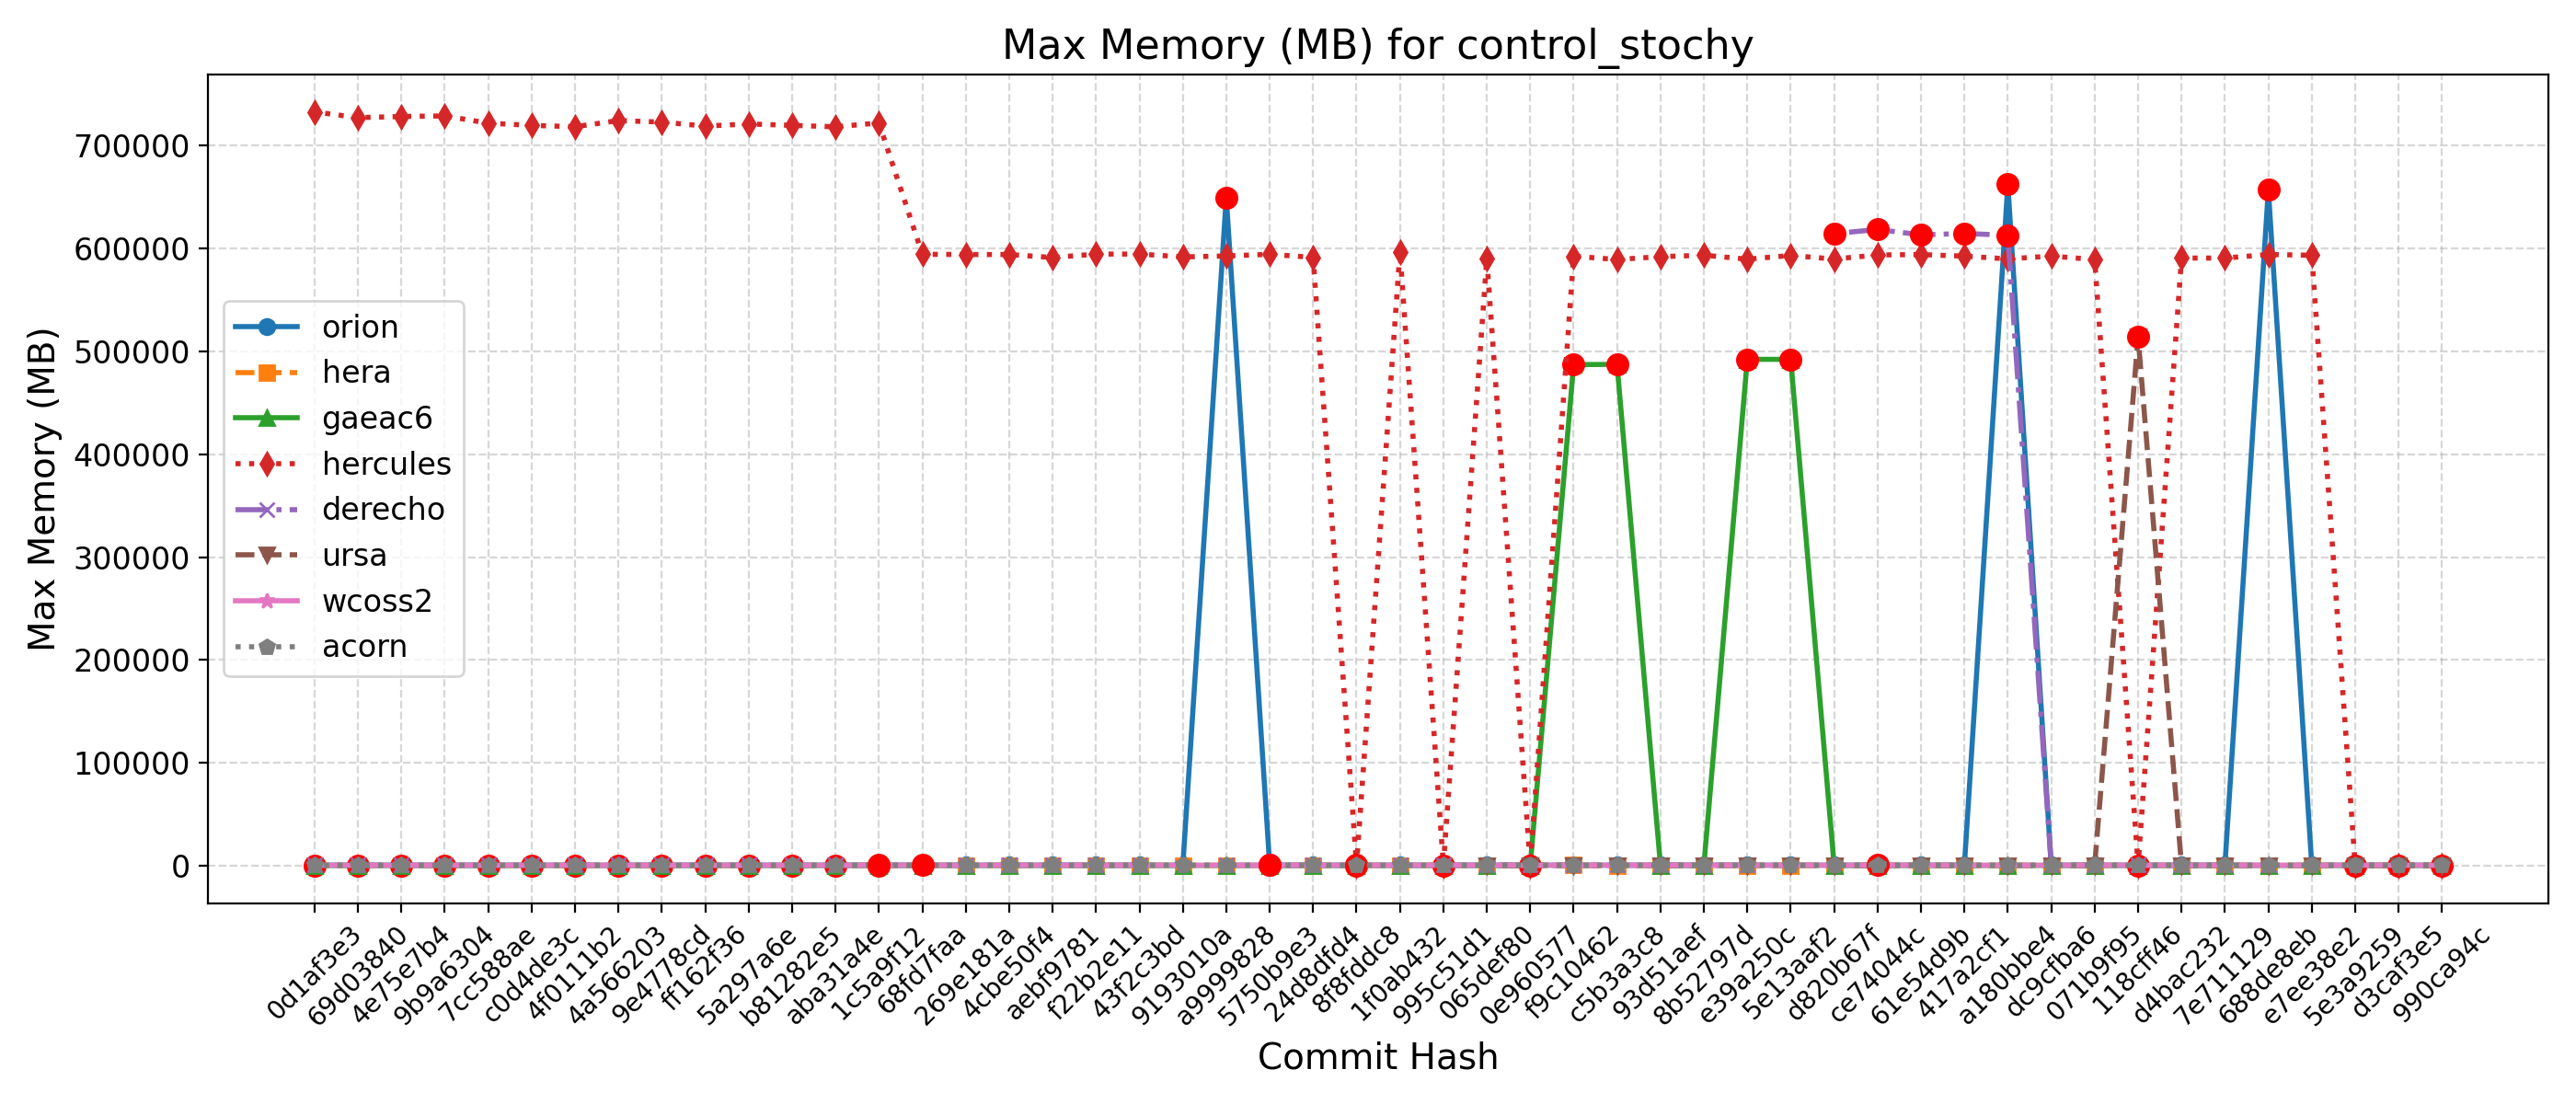 Max Memory (MB) for control_stochy
Max Memory (MB)
700000
600000
500000
400000
300000
200000
100000
0
orion
hera
gaeac6
hercules
derecho
ursa
wcoss2
acorn
0d1af3e3
69d03840
4e75e7b4
9b9a6304
7cc588ae
c0d4de3c
4f0111b2
4a566203
9e4778cd
ff162f36
5a297a6e
b81282e5
aba31a4e
1c5a9f12
68fd7faa
269e181a
4cbe50f4
aebf9781
f22b2e11
43f2c3bd
9193010a
a9999828
5750b9e3
24d8dfd4
8f8fddc8
1f0ab432
995c51d1
065def80
0e960577
f9c10462
c5b3a3c8
93d51aef
8b52797d
e39a250c
5e13aaf2
d820b67f
ce74044c
61e54d9b
417a2cf1
a180bbe4
dc9cfba6
071b9f95
118cff46
d4bac232
7e711129
688de8eb
e7ee38e2
5e3a9259
d3caf3e5
990ca94c
Commit Hash